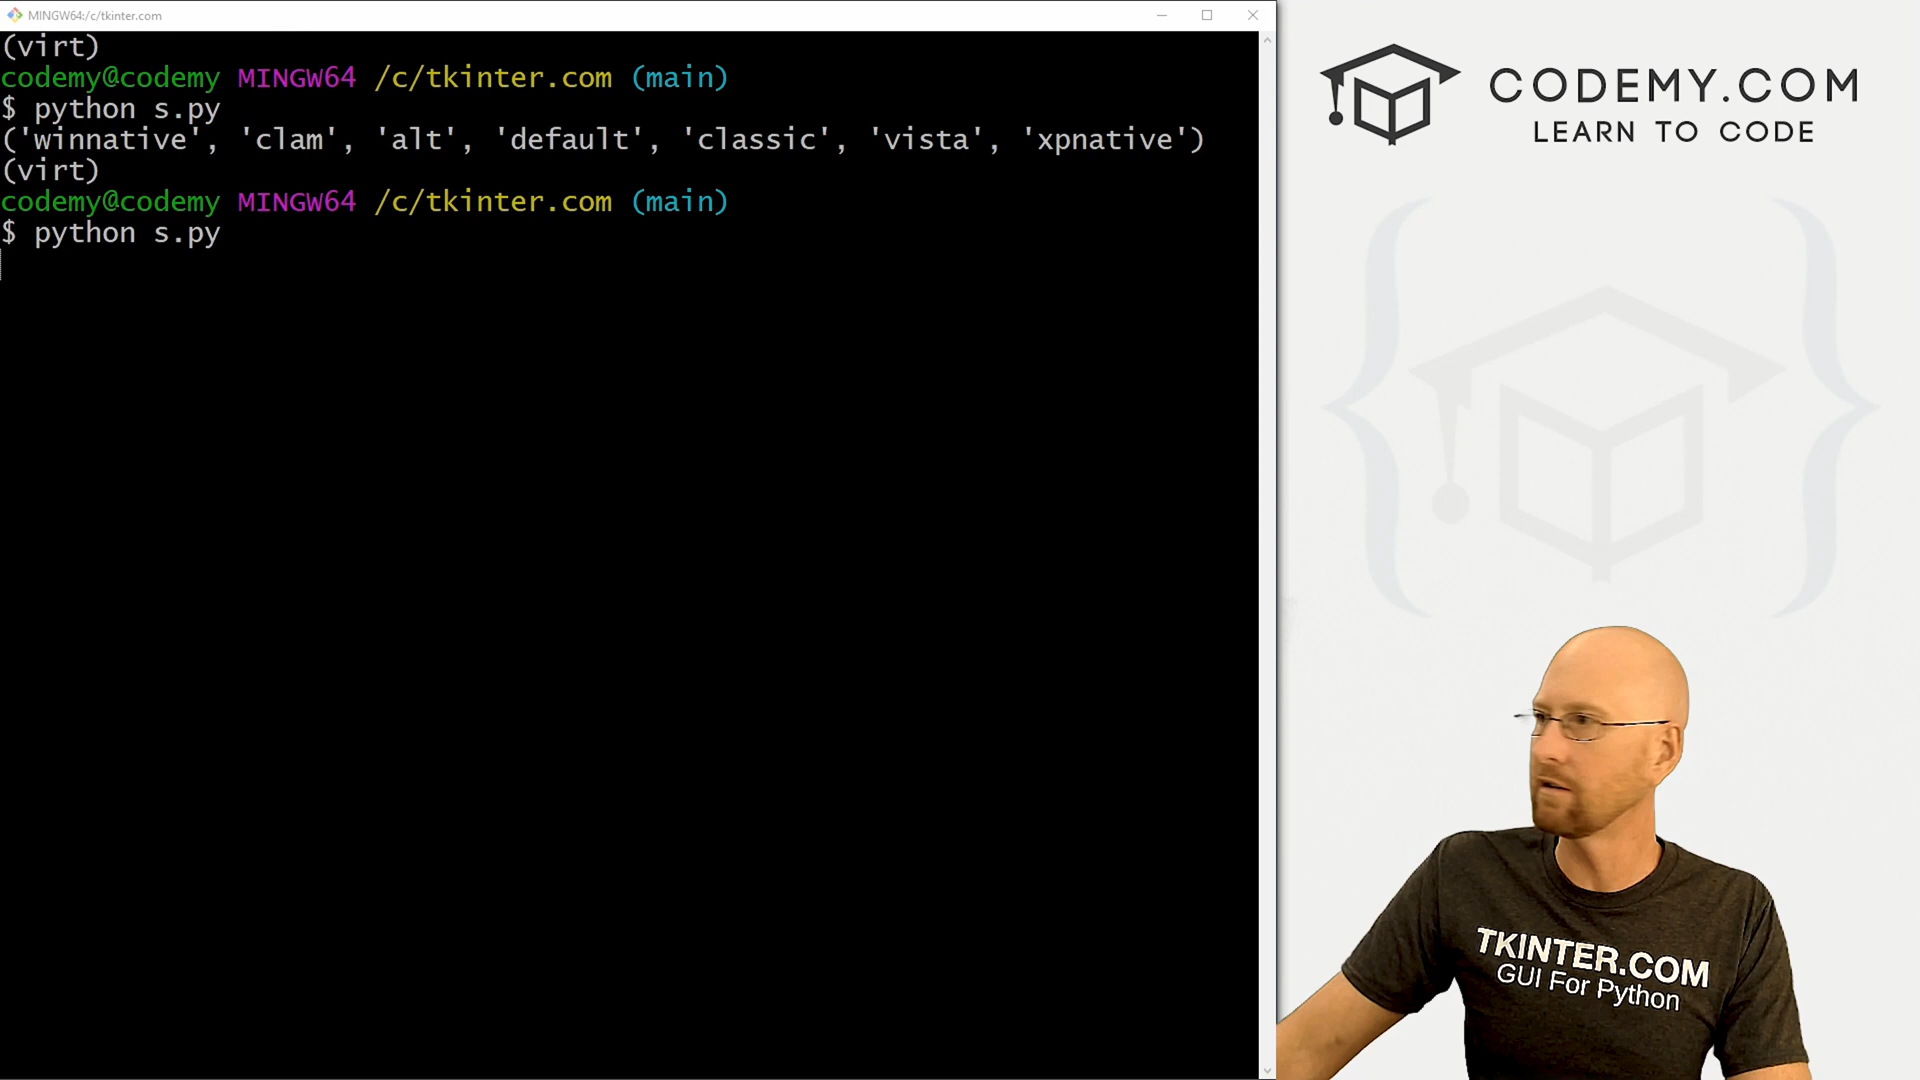 MINGW64:/c/tkinter.com
(virt)
codemy@codemy MINGW64 /c/tkinter.com (main)
$ python s.py
('winnative', 'clam', 'alt', 'default', 'classic', 'vista', 'xpnative')
(virt)
codemy@codemy MINGW64 /c/tkinter.com (main)
$ python s.py
CODEMY.COM
LEARN TO CODE
TKINTER.COM
GUI For Python